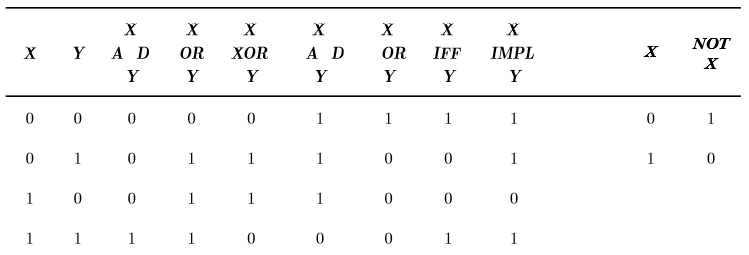 X X X X X X X
X Y A D OR XOR A D OR IFF IMPL X NOT
Y Y Y Y Y Y Y X
0 0 0 0 0 1 1 1 1 0 1
0 1 0 1 1 1 0 0 1 1 0
1 0 0 1 1 1 0 0 0
1 1 1 1 0 0 0 1 1